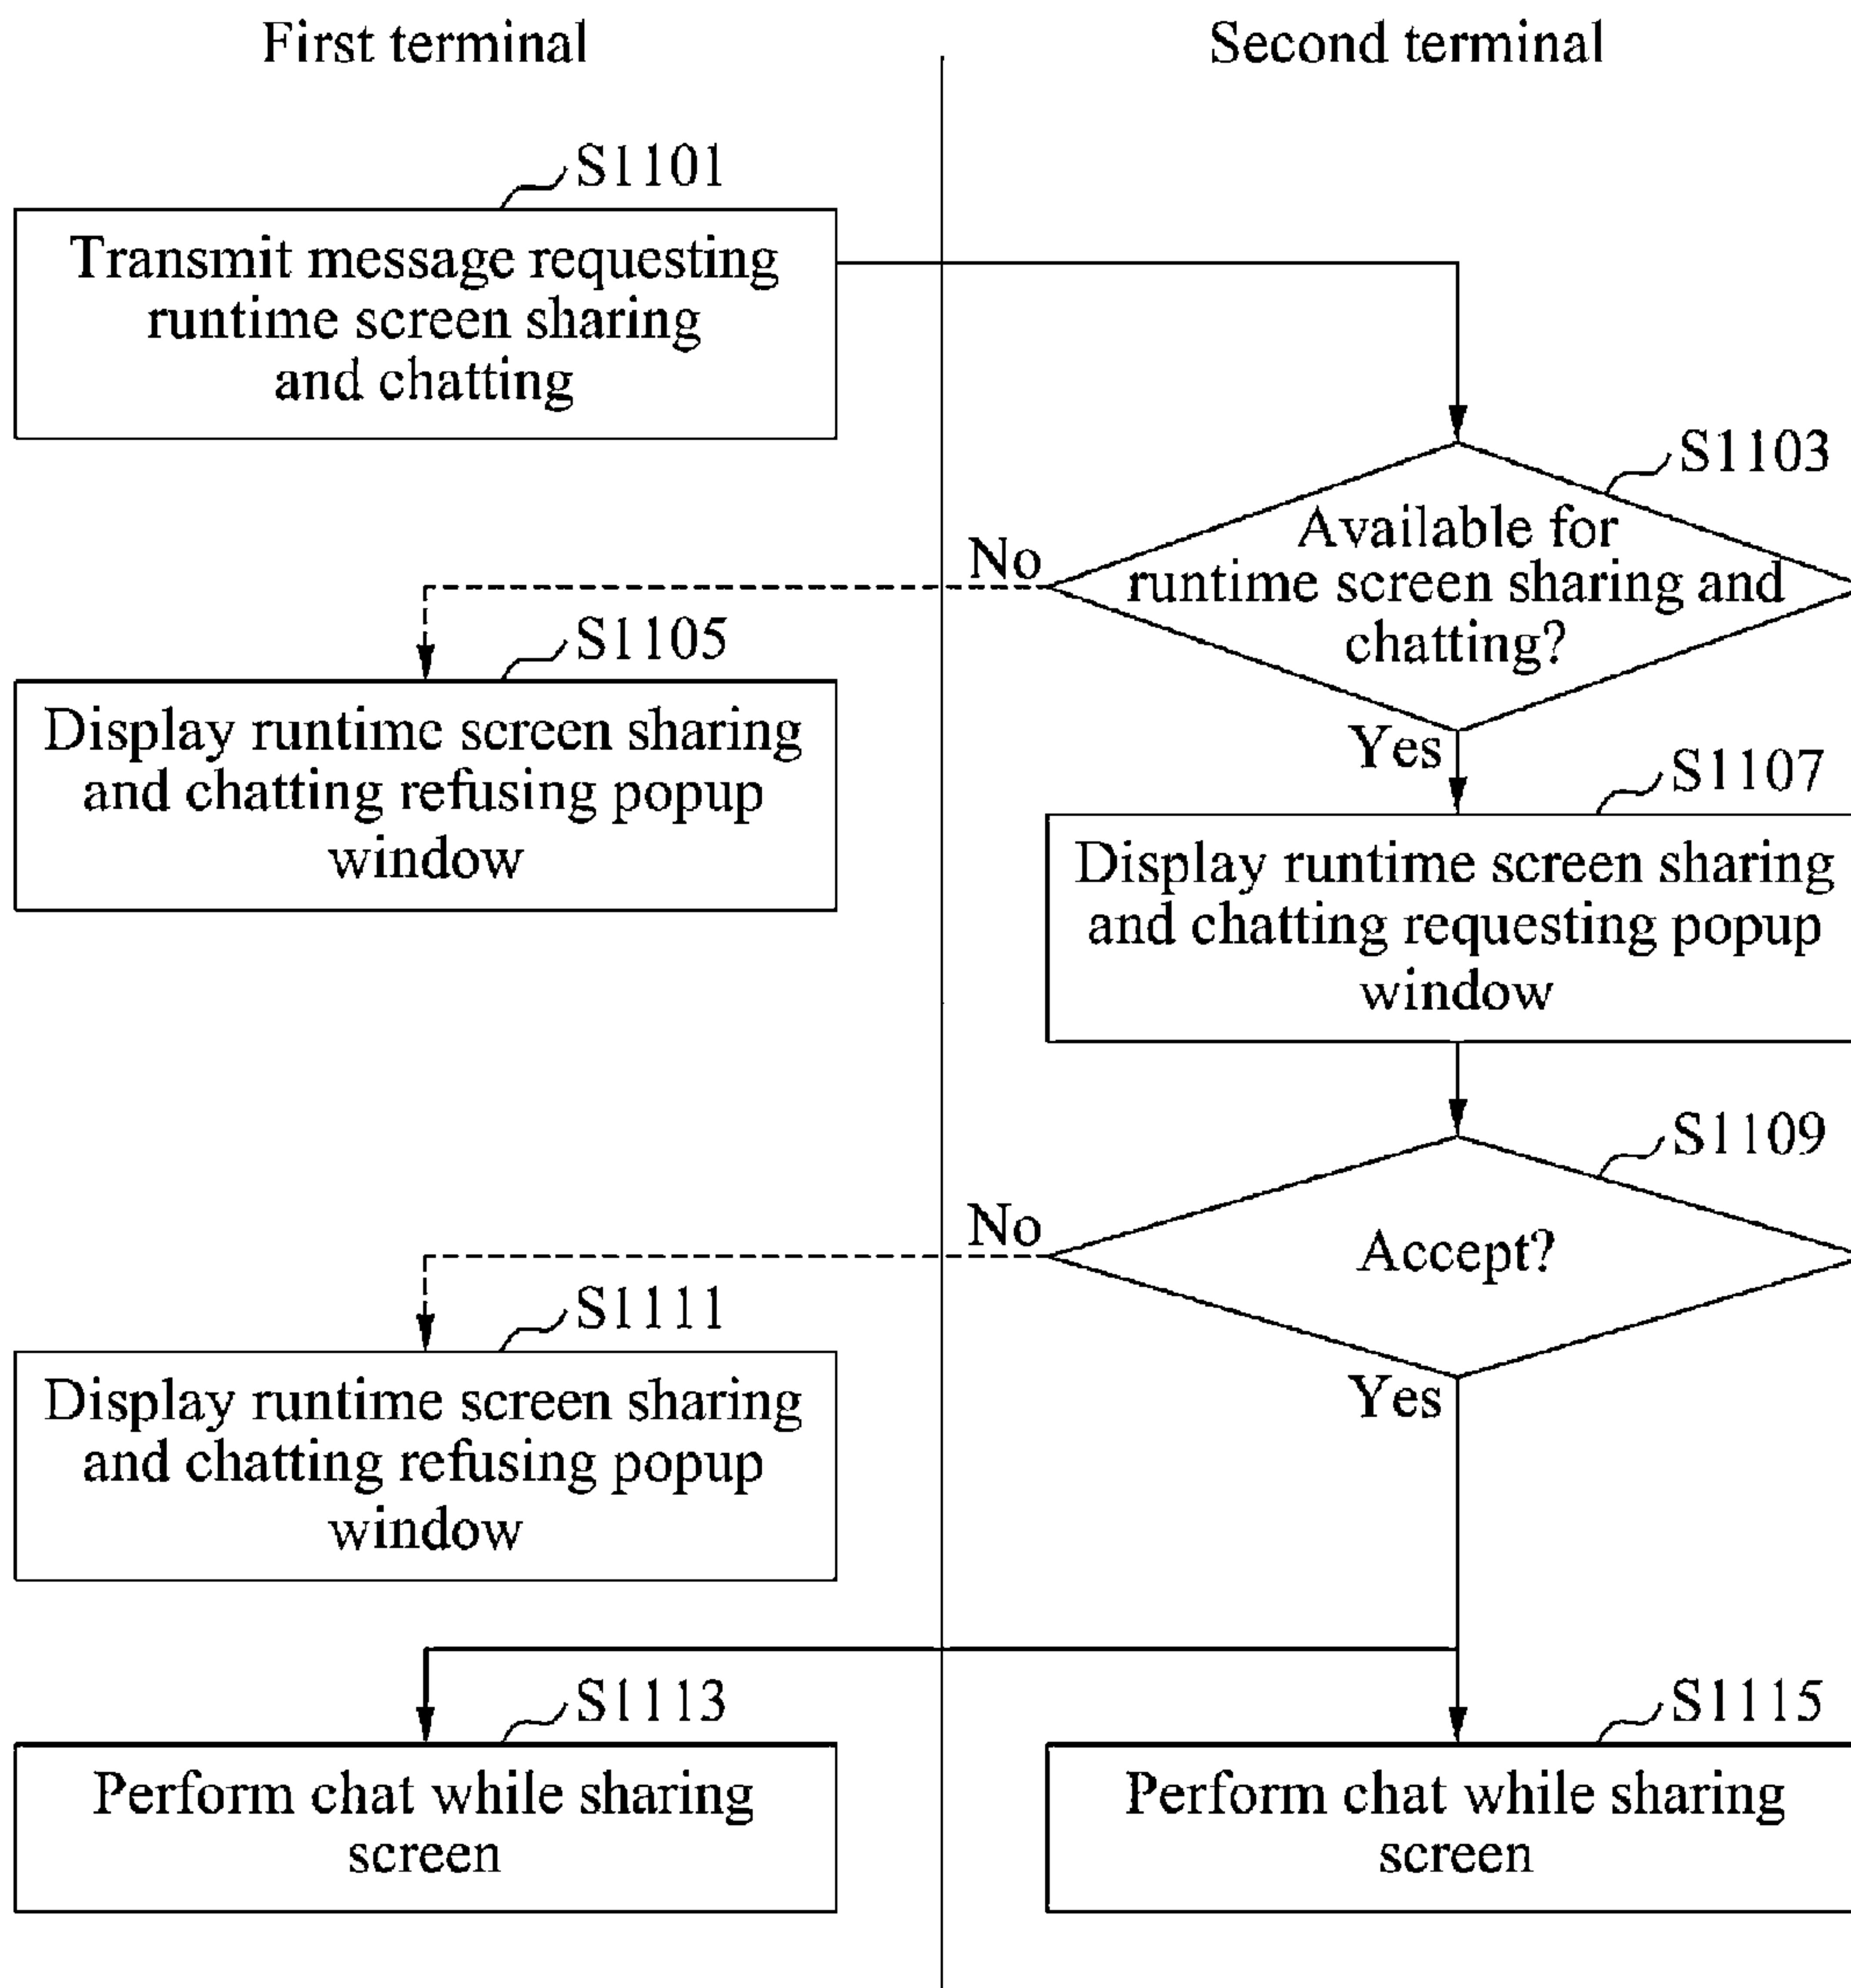 First terminal
Second terminal
S1101
Transmit message requesting
runtime screen sharing
and chatting
S1103
Available for
runtime screen sharing and
chatting?
No
Yes
S1105
Display runtime screen sharing
and chatting refusing popup
window
S1107
Display runtime screen sharing
and chatting requesting popup
window
S1109
Accept?
No
Yes
S1111
Display runtime screen sharing
and chatting refusing popup
window
S1113
Perform chat while sharing
screen
S1115
Perform chat while sharing
screen